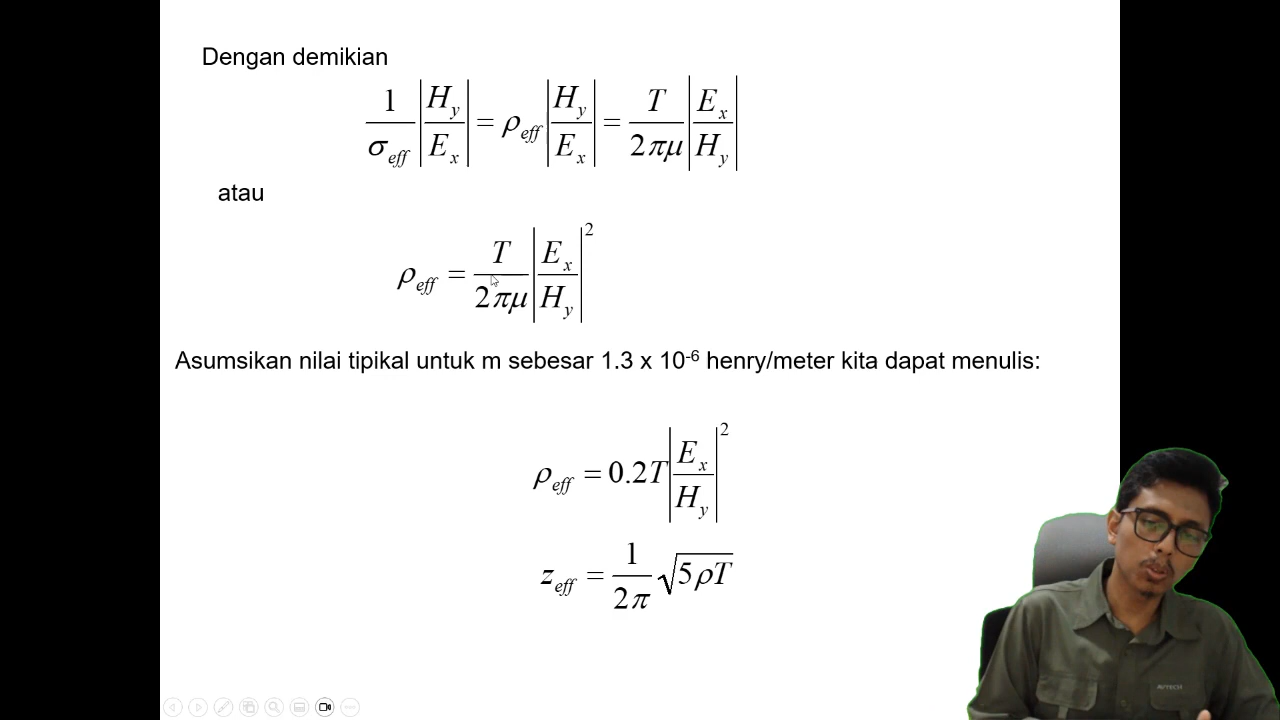 Dengan demikian
1/σ_eff |H_y/E_x| = ρ_eff |H_y/E_x| = T/2πμ |E_x/H_y|
atau
ρ_eff = T/2πμ |E_x/H_y|²
Asumsikan nilai tipikal untuk m sebesar 1.3 x 10⁻⁶ henry/meter kita dapat menulis:
ρ_eff = 0.2T |E_x/H_y|²
z_eff = 1/2π √5ρT